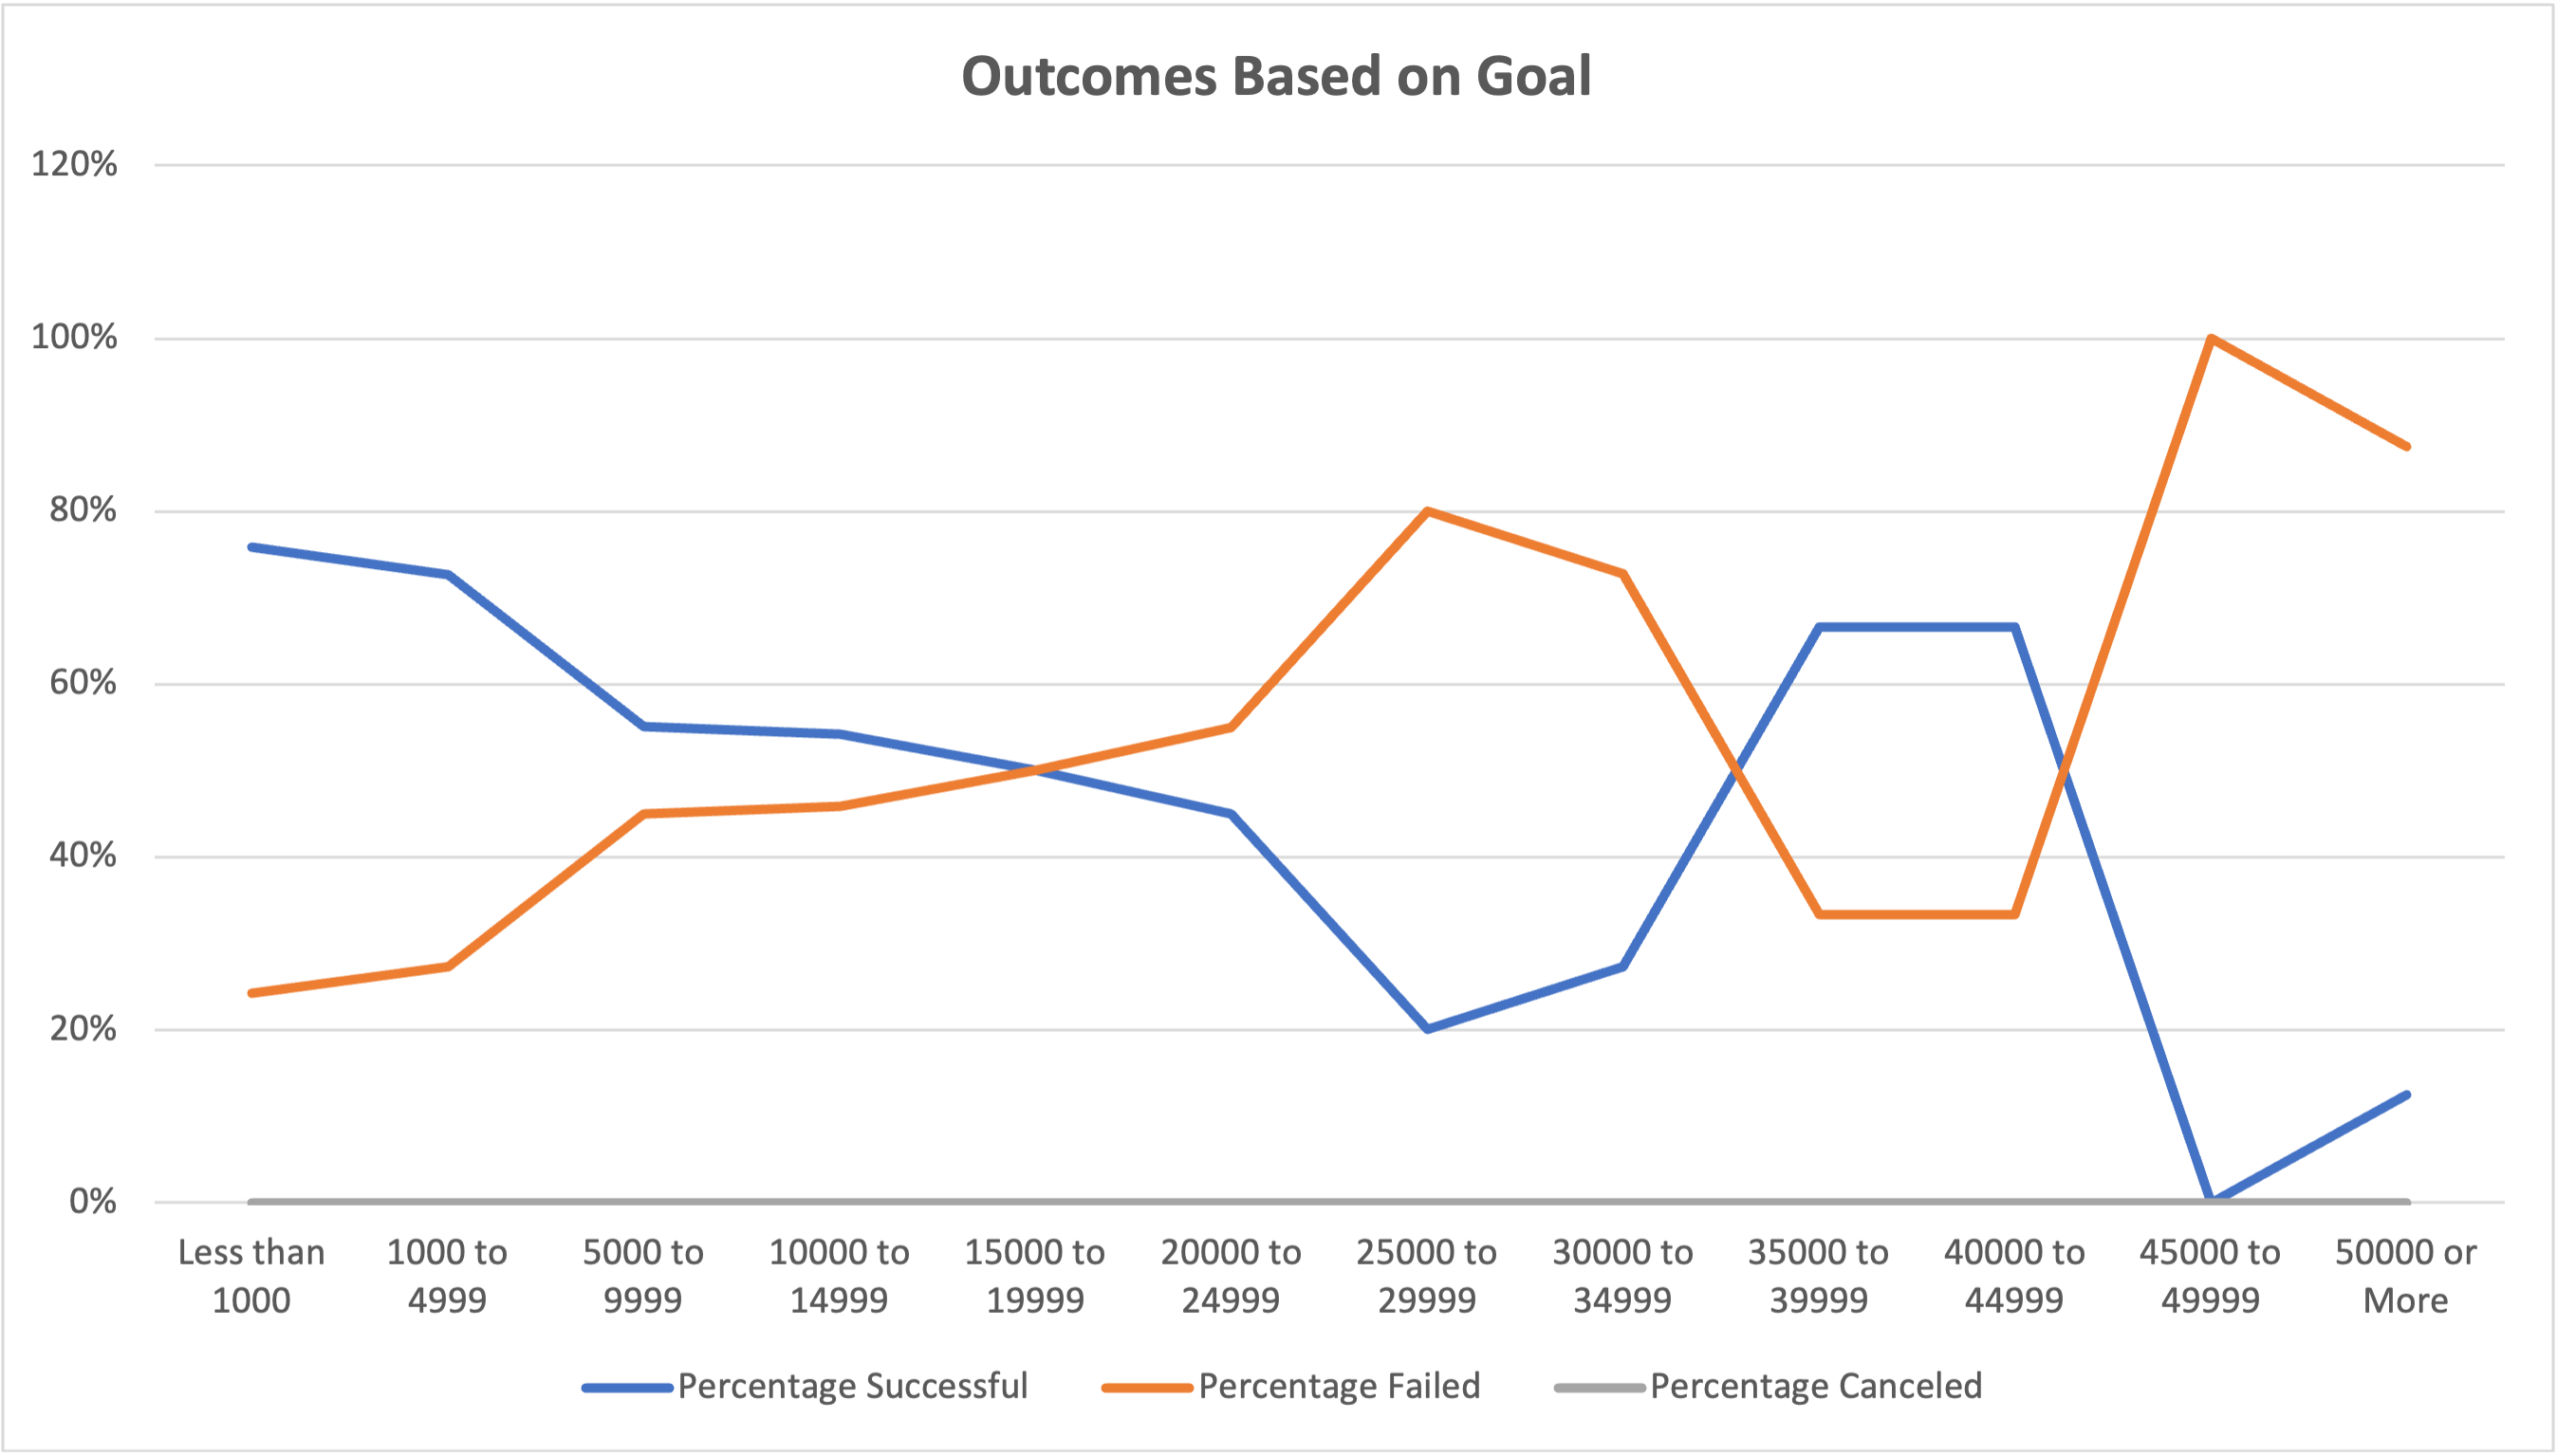 Outcomes Based on Goal
120%
100%
80%
60%
40%
20%
0%
Less than
1000
1000 to
4999
5000 to
9999
10000 to
14999
15000 to
19999
20000 to
24999
25000 to
29999
30000 to
34999
35000 to
39999
40000 to
44999
45000 to
49999
50000 or
More
Percentage Successful
Percentage Failed
Percentage Canceled